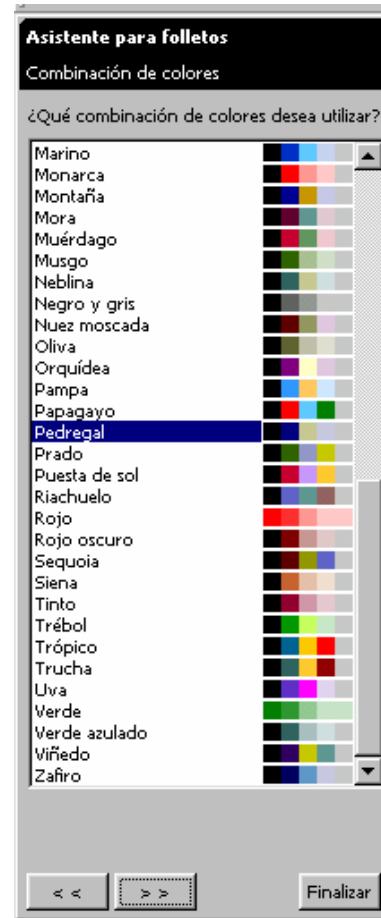 Asistente para folletos
Combinación de colores
¿Qué combinación de colores desea utilizar?
Marino
Monarca
Montaña
Mora
Muérdago
Musgo
Neblina
Negro y gris
Nuez moscada
Oliva
Orquídea
Pampa
Papagayo
Pedregal
Prado
Puesta de sol
Riachuelo
Rojo
Rojo oscuro
Sequoia
Siena
Tinto
Trébol
Trópico
Trucha
Uva
Verde
Verde azulado
Viñedo
Zafiro
< < > > Finalizar